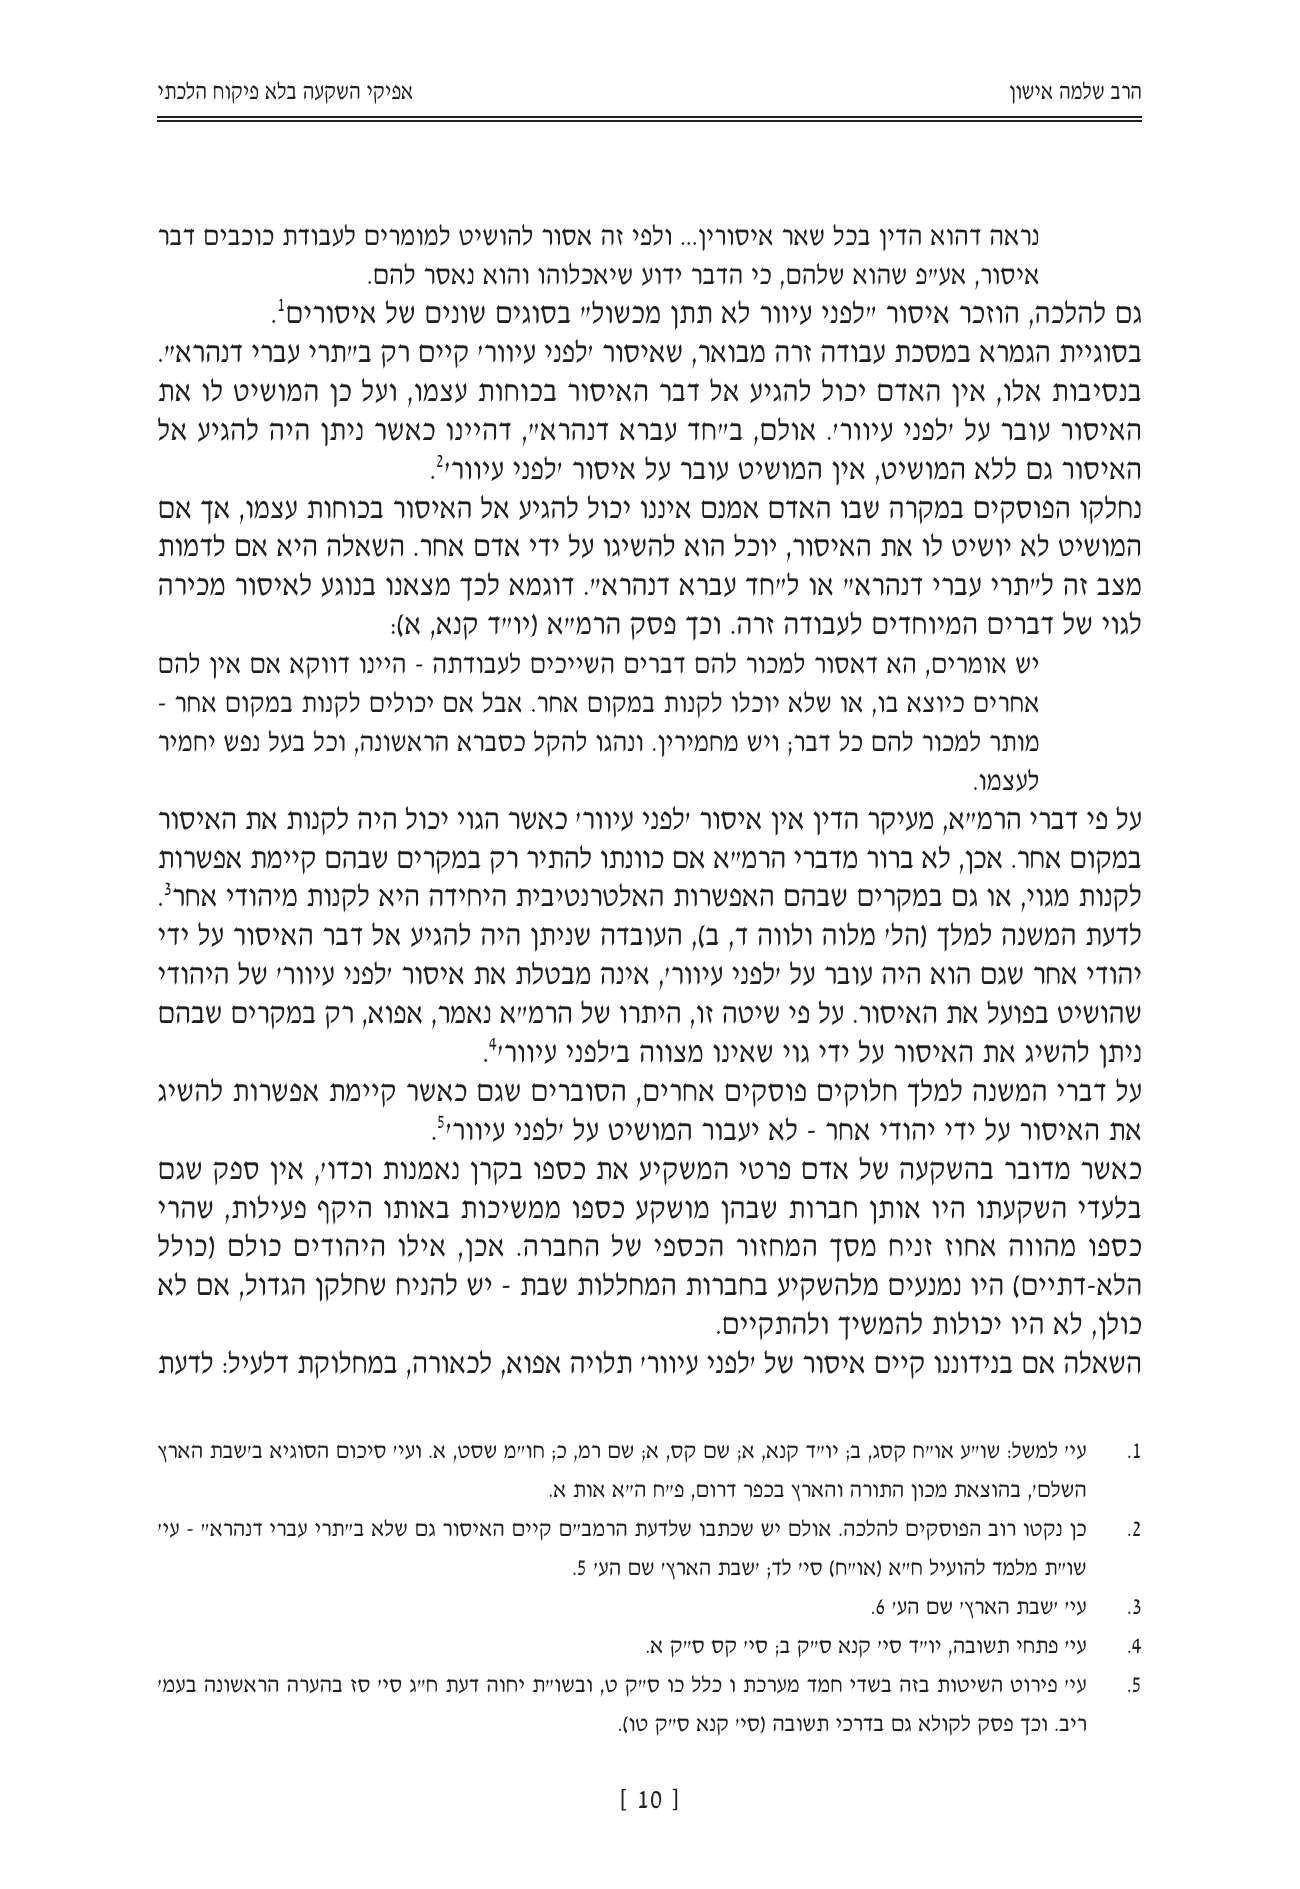 הרב שלמה אישון
אפיקי השקעה בלא פיקוח הלכתי
נראה דהוא הדין בכל שאר איסורין... ולפי זה אסור להושיט למומרים לעבודת כוכבים דבר
איסור, אע״פ שהוא שלהם, כי הדבר ידוע שיאכלוהו והוא נאסר להם.
גם להלכה, הוזכר איסור ״לפני עיוור לא תתן מכשול״ בסוגים שונים של איסורים1.
בסוגיית הגמרא במסכת עבודה זרה מבואר, שאיסור ׳לפני עיוור׳ קיים רק ב״תרי עברי דנהרא״.
בנסיבות אלו, אין האדם יכול להגיע אל דבר האיסור בכוחות עצמו, ועל כן המושיט לו את
האיסור עובר על ׳לפני עיוור׳. אולם, ב״חד עברא דנהרא״, דהיינו כאשר ניתן היה להגיע אל
האיסור גם ללא המושיט, אין המושיט עובר על איסור ׳לפני עיוור׳2.
נחלקו הפוסקים במקרה שבו האדם אמנם איננו יכול להגיע אל האיסור בכוחות עצמו, אך אם
המושיט לא יושיט לו את האיסור, יוכל הוא להשיגו על ידי אדם אחר. השאלה היא אם לדמות
מצב זה ל״תרי עברי דנהרא״ או ל״חד עברא דנהרא״. דוגמא לכך מצאנו בנוגע לאיסור מכירה
לגוי של דברים המיוחדים לעבודה זרה. וכך פסק הרמ״א (יו״ד קנא, א):
יש אומרים, הא דאסור למכור להם דברים השייכים לעבודתה - היינו דווקא אם אין להם
אחרים כיוצא בו, או שלא יוכלו לקנות במקום אחר. אבל אם יכולים לקנות במקום אחר -
מותר למכור להם כל דבר; ויש מחמירין. ונהגו להקל כסברא הראשונה, וכל בעל נפש יחמיר
לעצמו.
על פי דברי הרמ״א, מעיקר הדין אין איסור ׳לפני עיוור׳ כאשר הגוי יכול היה לקנות את האיסור
במקום אחר. אכן, לא ברור מדברי הרמ״א אם כוונתו להתיר רק במקרים שבהם קיימת אפשרות
לקנות מגוי, או גם במקרים שבהם האפשרות האלטרנטיבית היחידה היא לקנות מיהודי אחר3.
לדעת המשנה למלך (הל׳ מלוה ולווה ד, ב), העובדה שניתן היה להגיע אל דבר האיסור על ידי
יהודי אחר שגם הוא היה עובר על ׳לפני עיוור׳, אינה מבטלת את איסור ׳לפני עיוור׳ של היהודי
שהושיט בפועל את האיסור. על פי שיטה זו, היתרו של הרמ״א נאמר, אפוא, רק במקרים שבהם
ניתן להשיג את האיסור על ידי גוי שאינו מצווה ב׳לפני עיוור׳4.
על דברי המשנה למלך חלוקים פוסקים אחרים, הסוברים שגם כאשר קיימת אפשרות להשיג
את האיסור על ידי יהודי אחר - לא יעבור המושיט על ׳לפני עיוור׳5.
כאשר מדובר בהשקעה של אדם פרטי המשקיע את כספו בקרן נאמנות וכדו׳, אין ספק שגם
בלעדי השקעתו היו אותן חברות שבהן מושקע כספו ממשיכות באותו היקף פעילות, שהרי
כספו מהווה אחוז זניח מסך המחזור הכספי של החברה. אכן, אילו היהודים כולם (כולל
הלא-דתיים) היו נמנעים מלהשקיע בחברות המחללות שבת - יש להניח שחלקן הגדול, אם לא
כולן, לא היו יכולות להמשיך ולהתקיים.
השאלה אם בנידוננו קיים איסור של ׳לפני עיוור׳ תלויה אפוא, לכאורה, במחלוקת דלעיל: לדעת
1. עי׳ למשל: שו״ע או״ח קסג, ב; יו״ד קנא, א; שם קס, א; שם רמ, כ; חו״מ שסט, א. ועי׳ סיכום הסוגיא ב׳שבת הארץ
השלם׳, בהוצאת מכון התורה והארץ בכפר דרום, פ״ח ה״א אות א.
2. כן נקטו רוב הפוסקים להלכה. אולם יש שכתבו שלדעת הרמב״ם קיים האיסור גם שלא ב״תרי עברי דנהרא״ - עי׳
שו״ת מלמד להועיל ח״א (או״ח) סי׳ לד; ׳שבת הארץ׳ שם הע׳ 5.
3. עי׳ ׳שבת הארץ׳ שם הע׳ 6.
4. עי׳ פתחי תשובה, יו״ד סי׳ קנא ס״ק ב; סי׳ קס ס״ק א.
5. עי׳ פירוט השיטות בזה בשדי חמד מערכת ו כלל כו ס״ק ט, ובשו״ת יחוה דעת ח״ג סי׳ סז בהערה הראשונה בעמ׳
ריב. וכך פסק לקולא גם בדרכי תשובה (סי׳ קנא ס״ק טו).
[ 10 ]